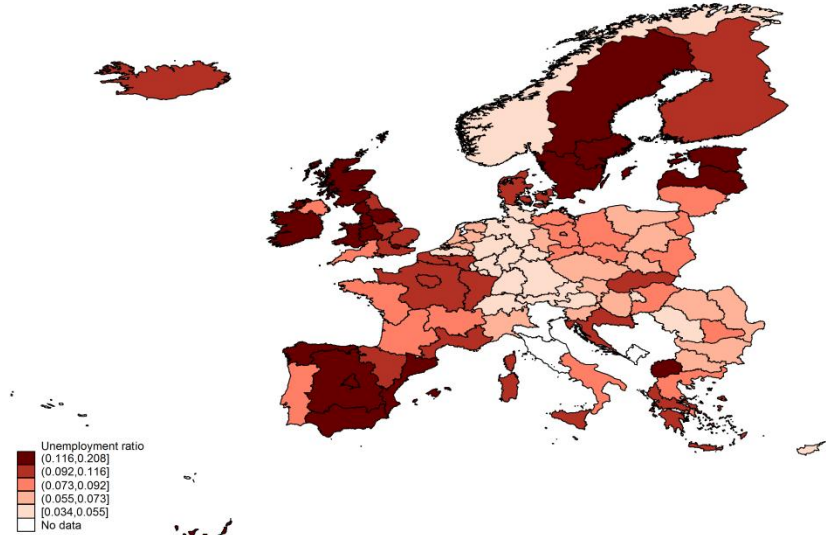 Unemployment ratio
(0.116,0.208]
(0.092,0.116]
(0.073,0.092]
(0.055,0.073]
[0.034,0.055]
No data